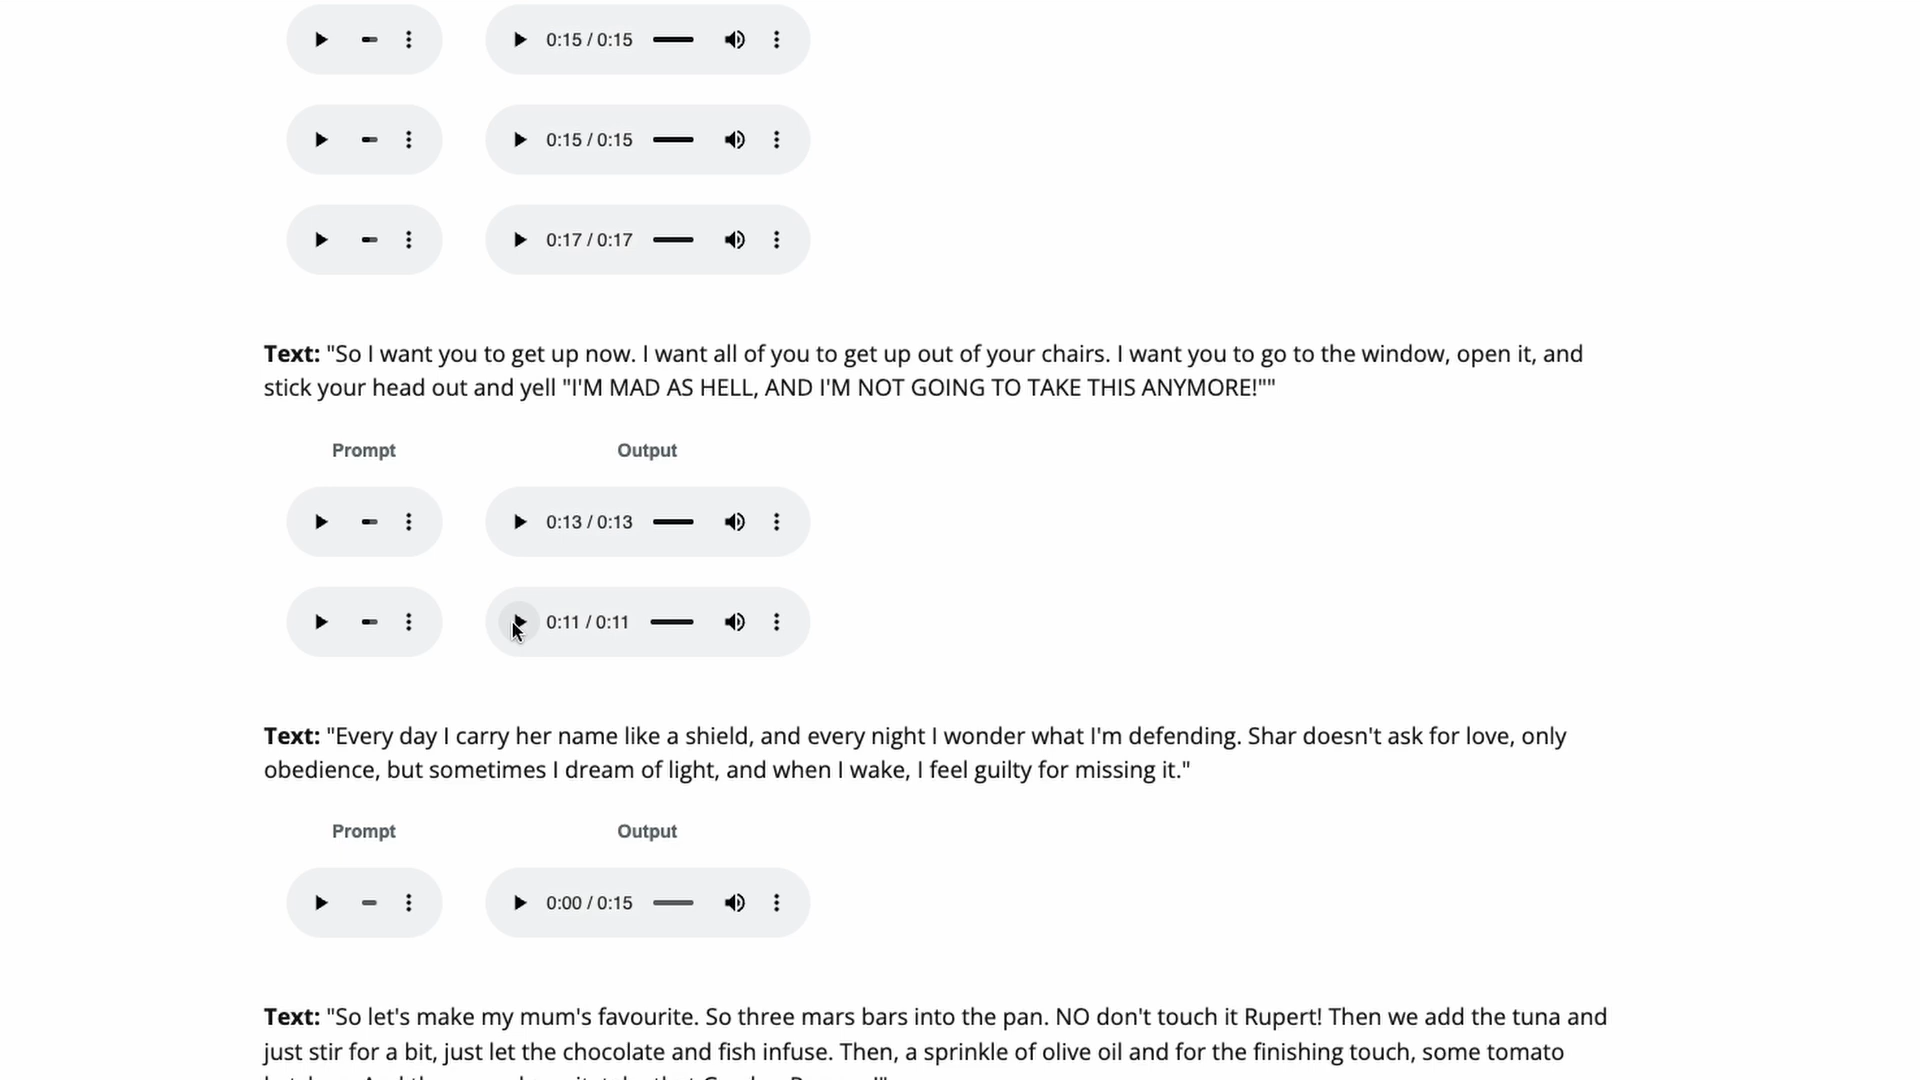 0:15 / 0:15
0:15 / 0:15
0:17 / 0:17
Text: "So I want you to get up now. I want all of you to get up out of your chairs. I want you to go to the window, open it, and
stick your head out and yell "I'M MAD AS HELL, AND I'M NOT GOING TO TAKE THIS ANYMORE!""
Prompt Output
0:13 / 0:13
0:11 / 0:11
Text: "Every day I carry her name like a shield, and every night I wonder what I'm defending. Shar doesn't ask for love, only
obedience, but sometimes I dream of light, and when I wake, I feel guilty for missing it."
Prompt Output
0:00 / 0:15
Text: "So let's make my mum's favourite. So three mars bars into the pan. NO don't touch it Rupert! Then we add the tuna and
just stir for a bit, just let the chocolate and fish infuse. Then, a sprinkle of olive oil and for the finishing touch, some tomato